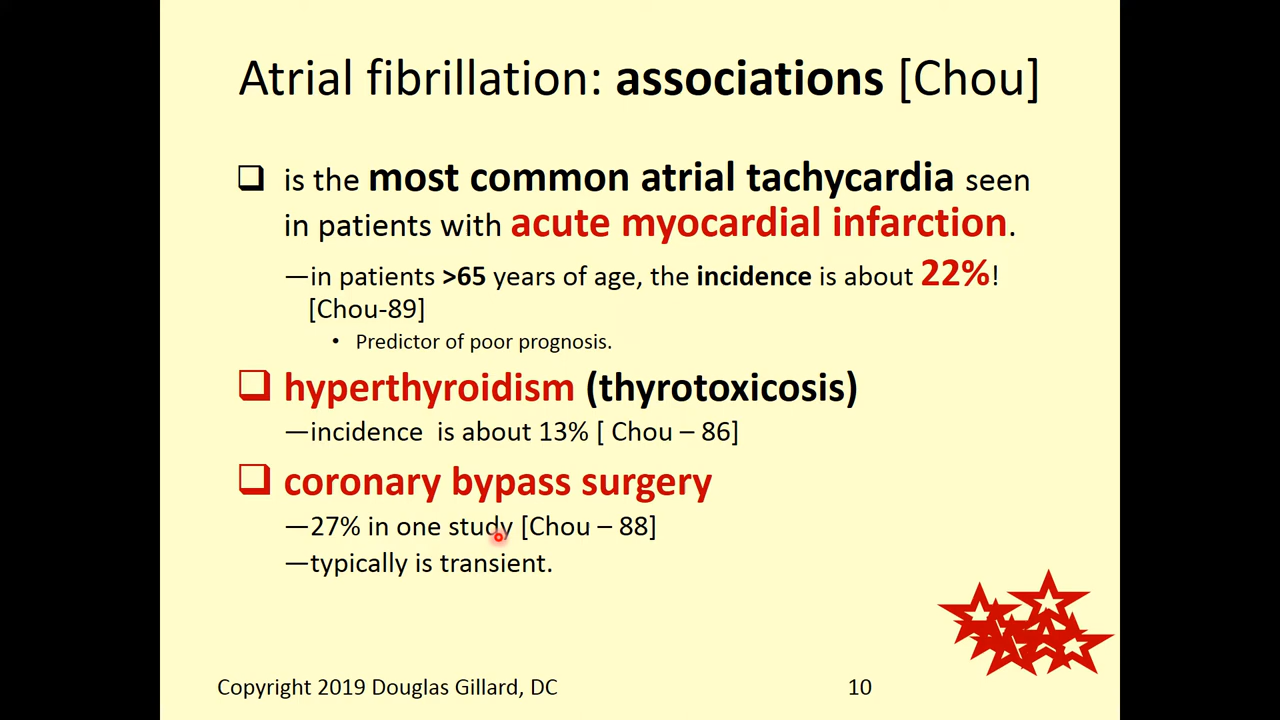 Atrial fibrillation: associations [Chou]
❑ is the most common atrial tachycardia seen
in patients with acute myocardial infarction.
—in patients >65 years of age, the incidence is about 22%!
[Chou-89]
• Predictor of poor prognosis.
❑ hyperthyroidism (thyrotoxicosis)
—incidence  is about 13% [ Chou – 86]
❑ coronary bypass surgery
—27% in one study [Chou – 88]
—typically is transient.
Copyright 2019 Douglas Gillard, DC
10